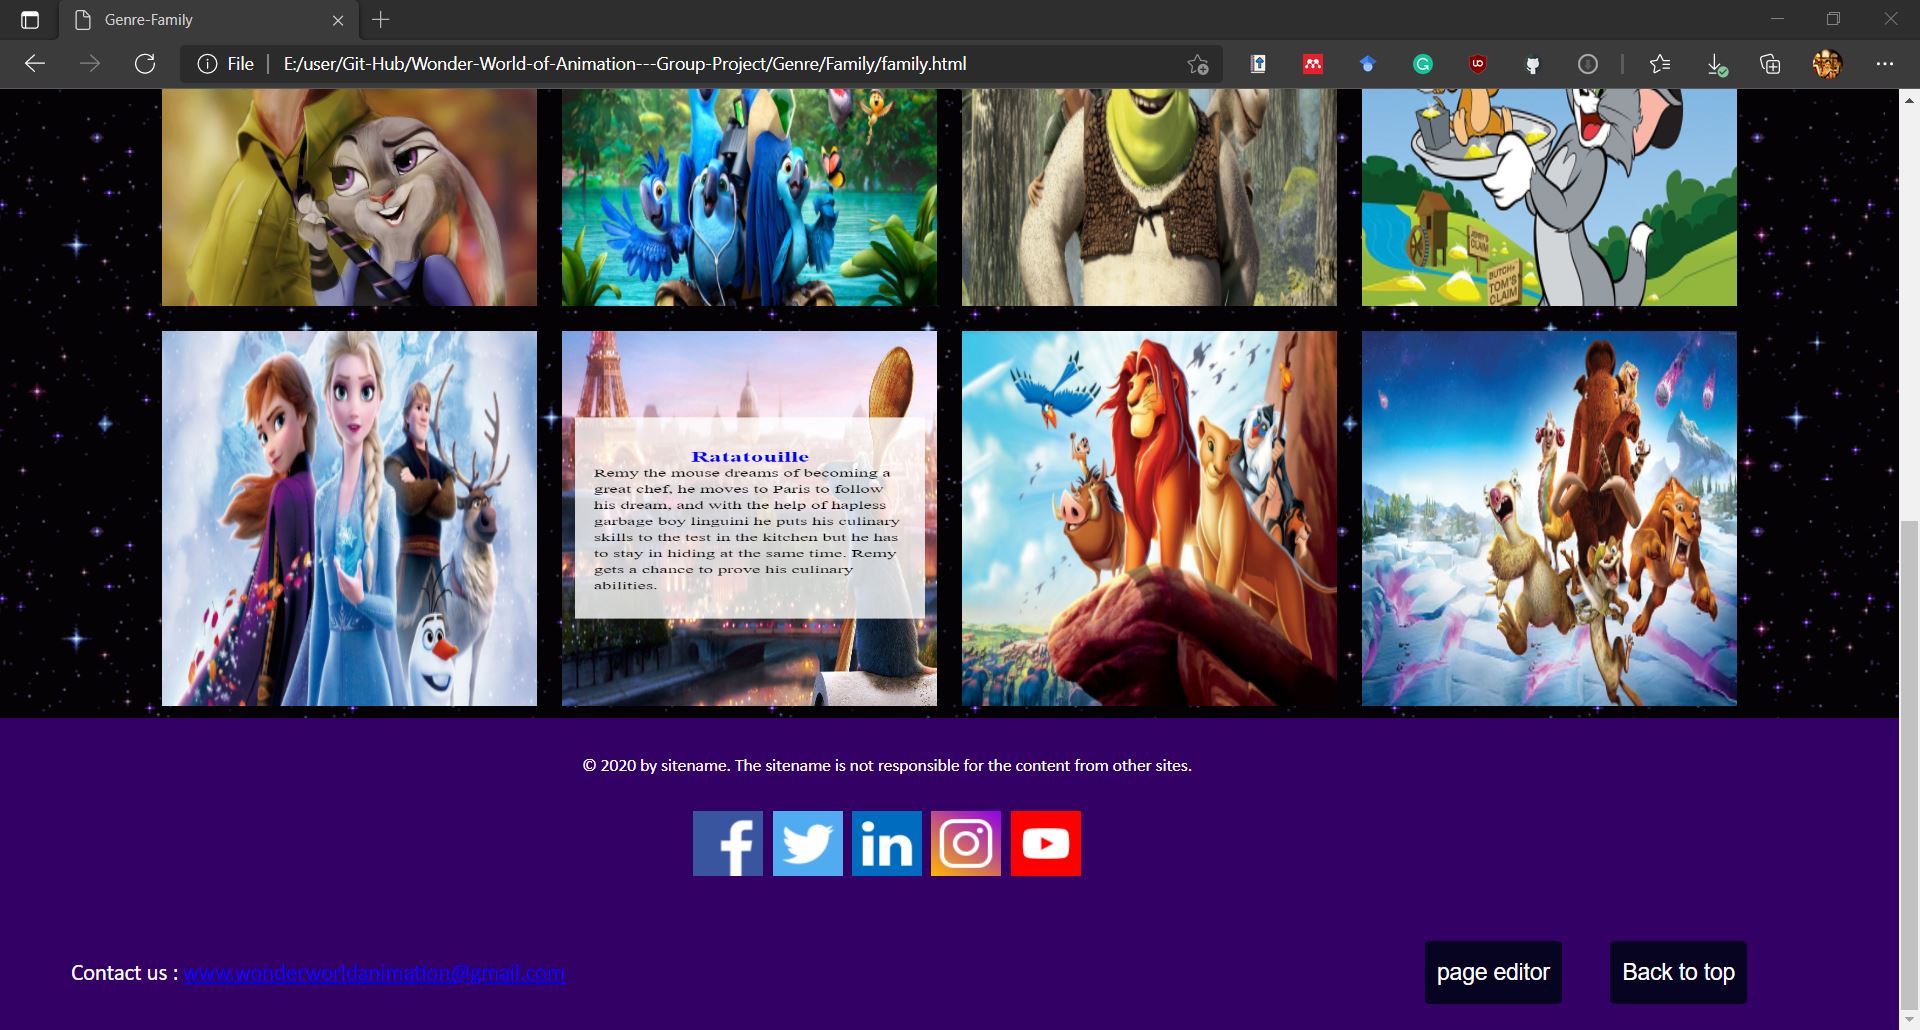 Genre-Family
File
E:/user/Git-Hub/Wonder-World-of-Animation---Group-Project/Genre/Family/family.html
JERRY'S
CLAIM
BUTCH+
TOM'S
CLAIM
Ratatouille
Remy the mouse dreams of becoming a
great chef, he moves to Paris to follow
his dream, and with the help of hapless
garbage boy linguini he puts his culinary
skills to the test in the kitchen but he has
to stay in hiding at the same time. Remy
gets a chance to prove his culinary
abilities.
© 2020 by sitename. The sitename is not responsible for the content from other sites.
Contact us : www.wonderworldanimation@gmail.com
page editor
Back to top